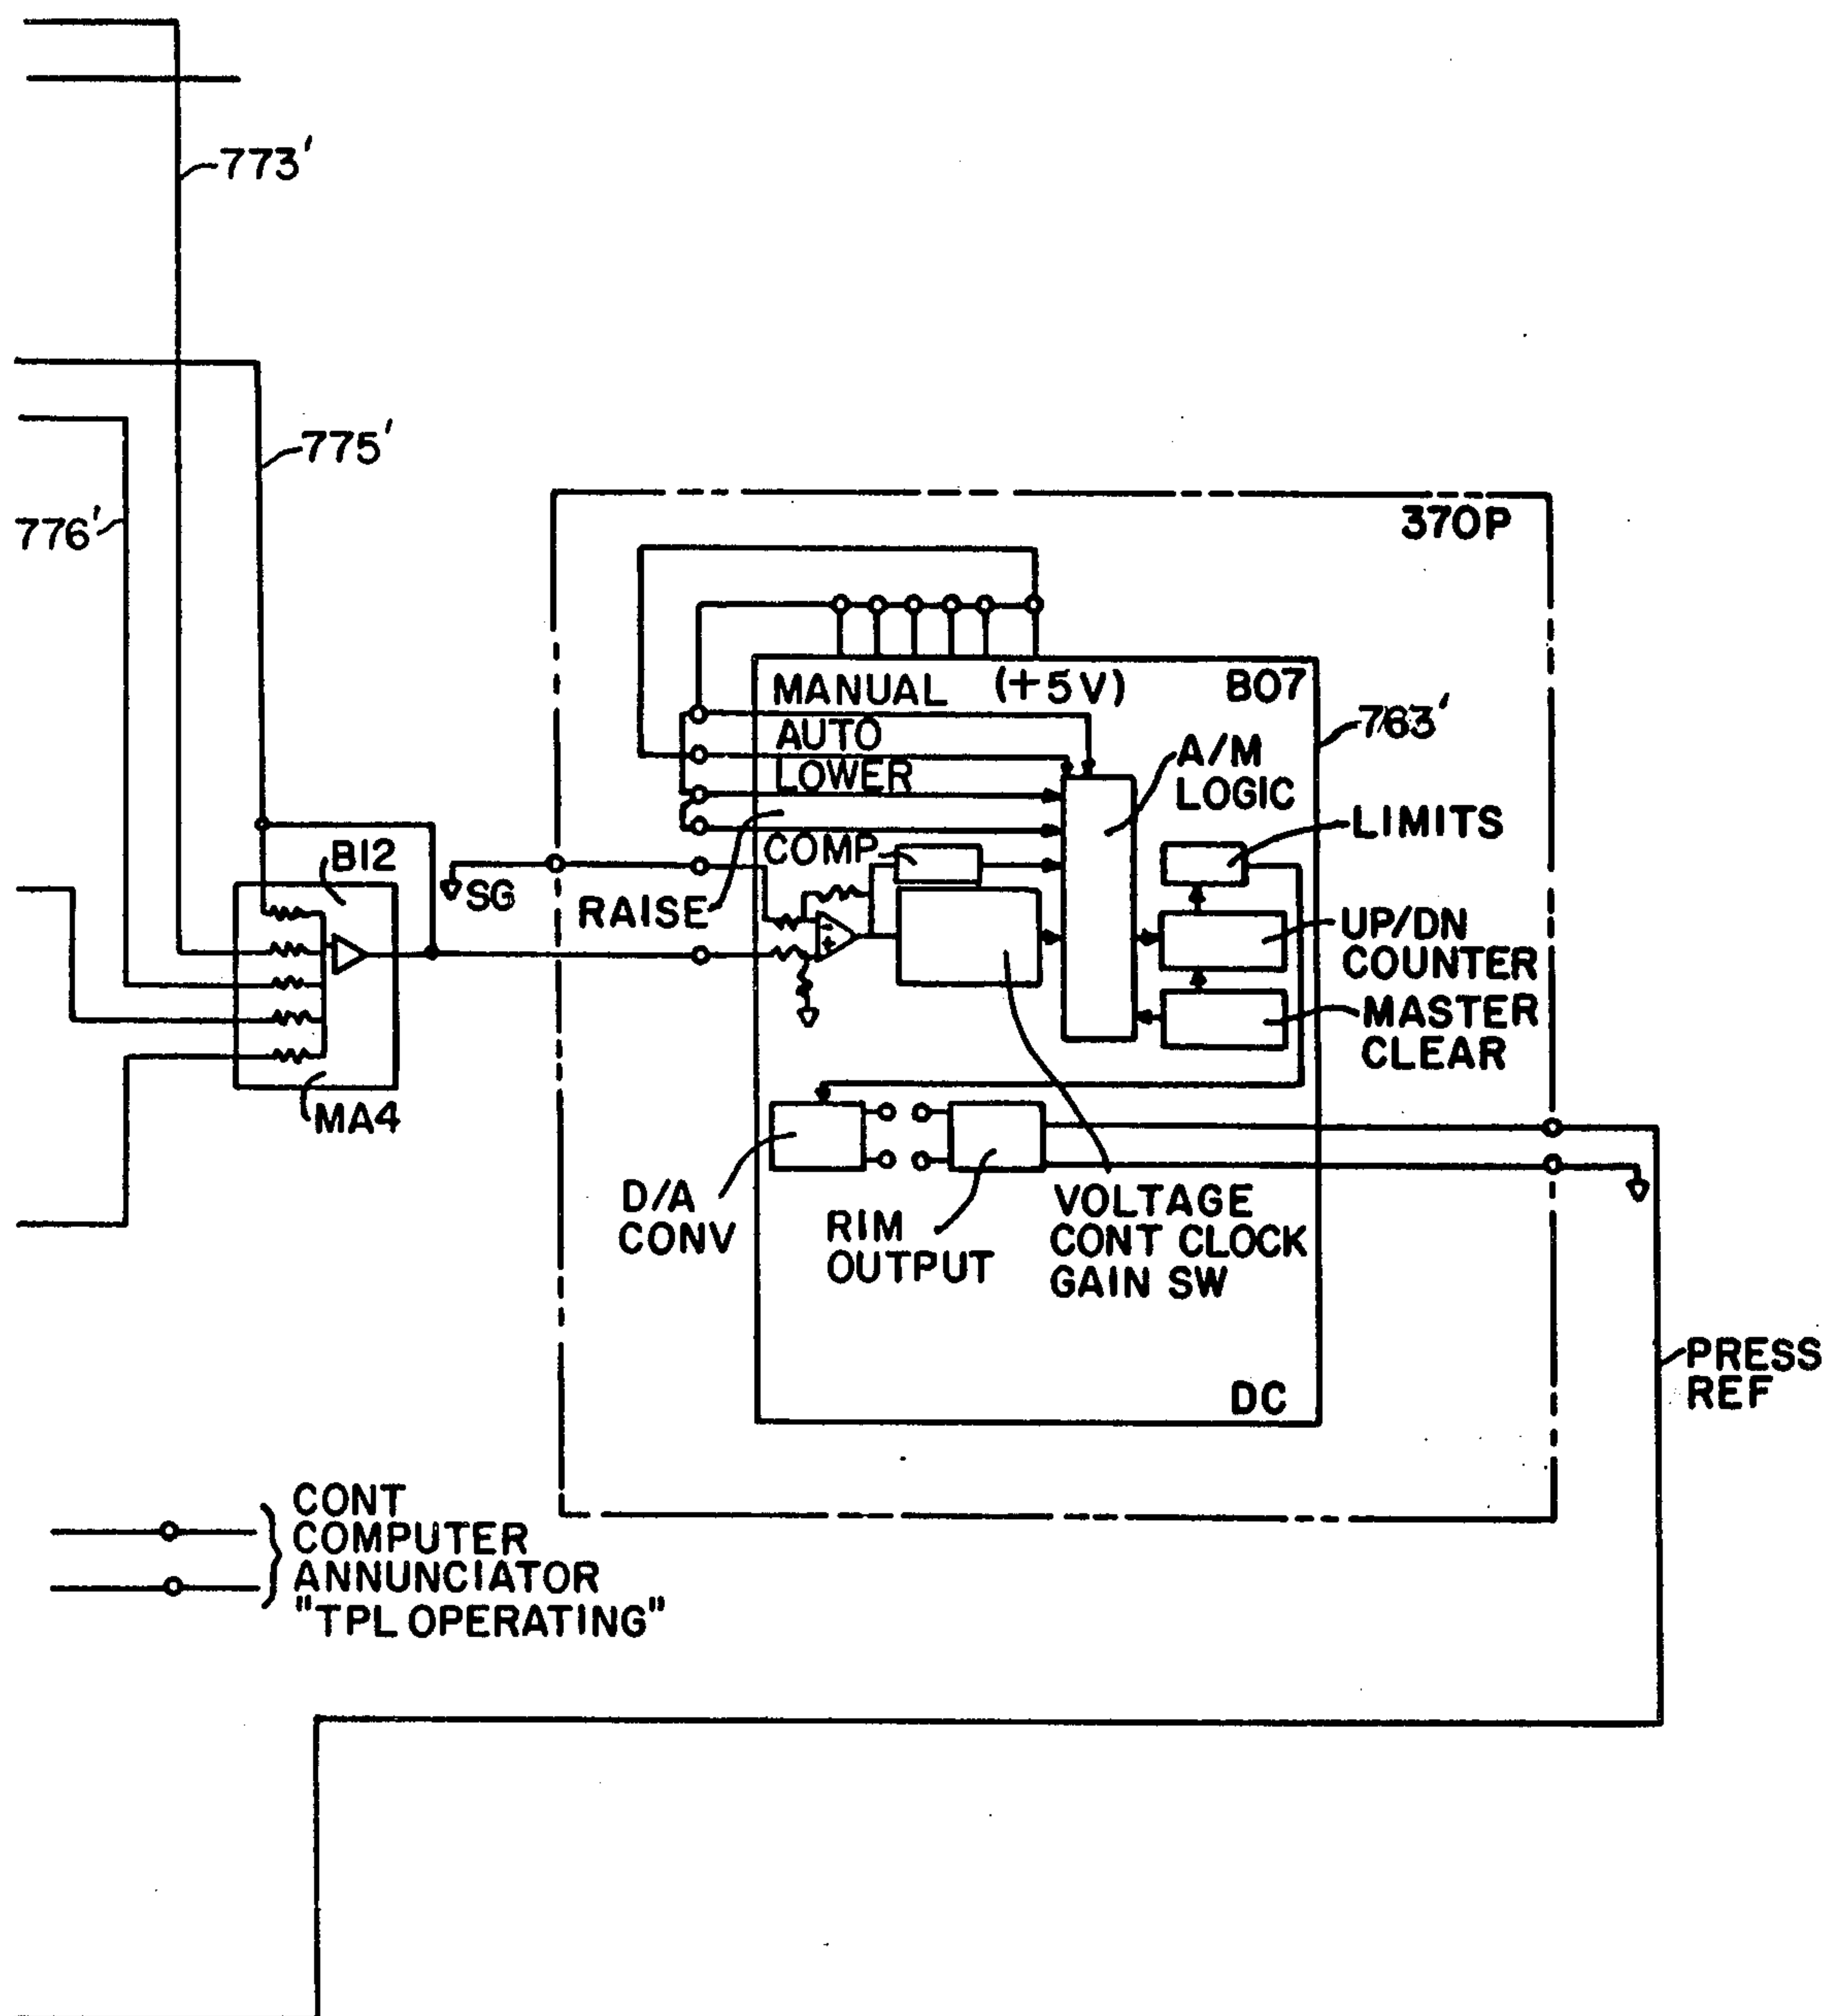 773'
775'
776'
370P
MANUAL (+5V) B07
763'
AUTO
A/M
LOGIC
LOWER
LIMITS
COMP
B12
SG
RAISE
UP/DN
COUNTER
MASTER
CLEAR
MA4
D/A
CONV
RIM
OUTPUT
VOLTAGE
CONT CLOCK
GAIN SW
PRESS
REF
DC
CONT
COMPUTER
ANNUNCIATOR
"TPL OPERATING"